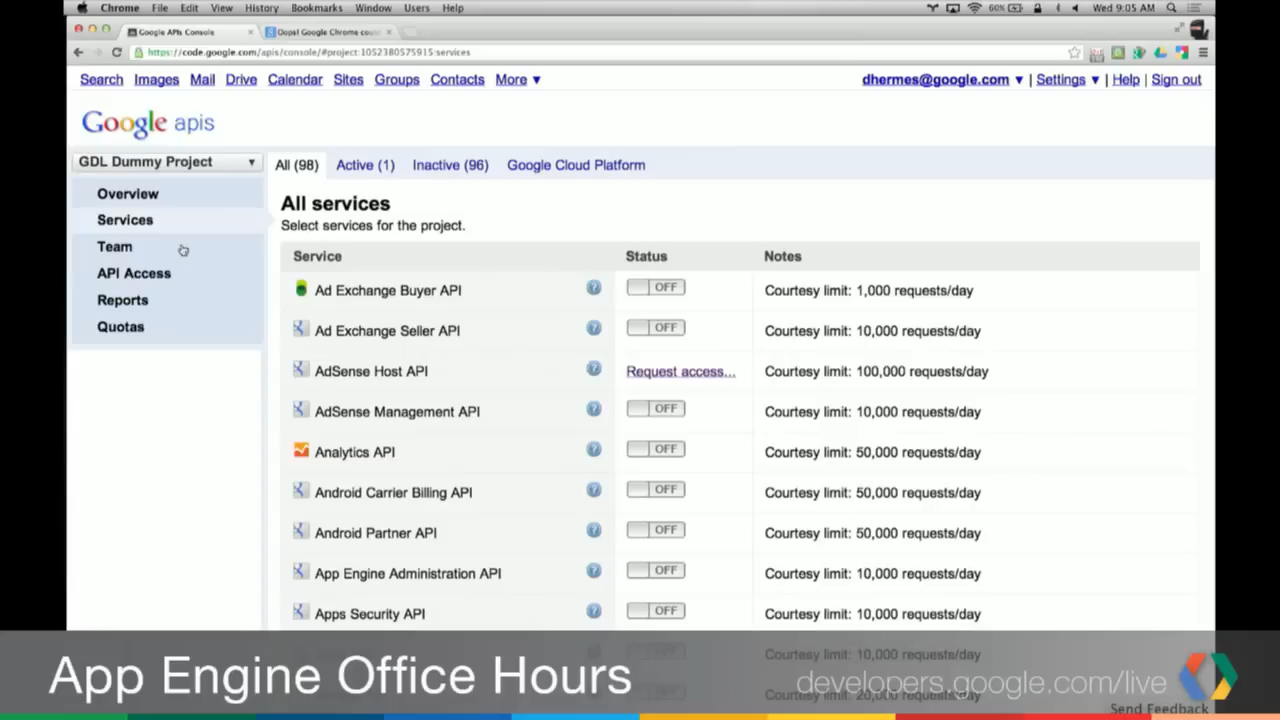 Chrome File Edit View History Bookmarks Window Users Help 60% Wed 9:05 AM
Google APIs Console × Oops! Google Chrome could ×
https://code.google.com/apis/console/#project:1052380575915:services
Search Images Mail Drive Calendar Sites Groups Contacts More ▼ dhermes@google.com ▼ | Settings ▼ | Help | Sign out
Google apis
GDL Dummy Project ▼ All (98) Active (1) Inactive (96) Google Cloud Platform
Overview
Services
Team
API Access
Reports
Quotas
All services
Select services for the project.
Service Status Notes
Ad Exchange Buyer API ? OFF Courtesy limit: 1,000 requests/day
Ad Exchange Seller API ? OFF Courtesy limit: 10,000 requests/day
AdSense Host API ? Request access... Courtesy limit: 100,000 requests/day
AdSense Management API ? OFF Courtesy limit: 10,000 requests/day
Analytics API ? OFF Courtesy limit: 50,000 requests/day
Android Carrier Billing API ? OFF Courtesy limit: 50,000 requests/day
Android Partner API ? OFF Courtesy limit: 50,000 requests/day
App Engine Administration API ? OFF Courtesy limit: 10,000 requests/day
Apps Security API ? OFF Courtesy limit: 10,000 requests/day
OFF Courtesy limit: 10,000 requests/day
App Engine Office Hours
developers.google.com/live
Send Feedback